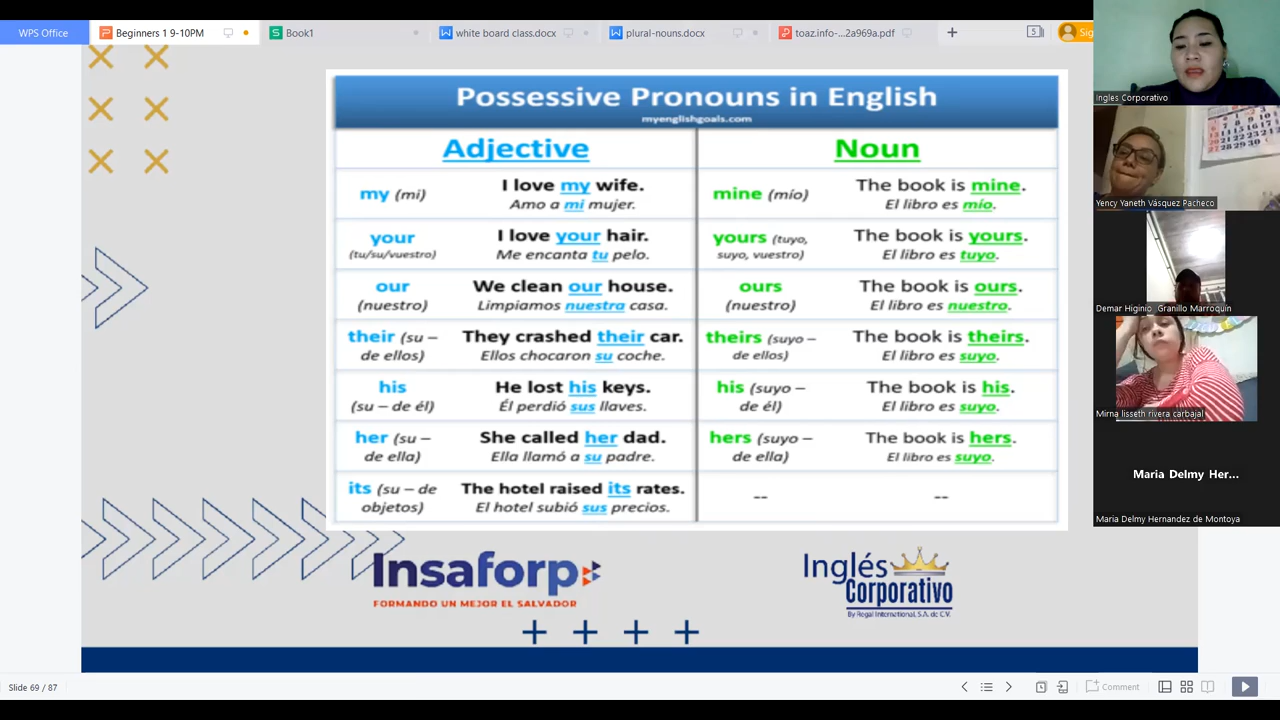 WPS Office
Beginners 1 9-10PM
Book1
white board class.docx
plural-nouns.docx
toaz.info-...2a969a.pdf
5
Sig
Possessive Pronouns in English
myenglishgoals.com
Adjective
Noun
my (mi)
I love my wife.
Amo a mi mujer.
mine (mío)
The book is mine.
El libro es mío.
your
(tu/su/vuestro)
I love your hair.
Me encanta tu pelo.
yours (tuyo,
suyo, vuestro)
The book is yours.
El libro es tuyo.
our
(nuestro)
We clean our house.
Limpiamos nuestra casa.
ours
(nuestro)
The book is ours.
El libro es nuestro.
their (su –
de ellos)
They crashed their car.
Ellos chocaron su coche.
theirs (suyo –
de ellos)
The book is theirs.
El libro es suyo.
his
(su – de él)
He lost his keys.
Él perdió sus llaves.
his (suyo –
de él)
The book is his.
El libro es suyo.
her (su –
de ella)
She called her dad.
Ella llamó a su padre.
hers (suyo –
de ella)
The book is hers.
El libro es suyo.
its (su – de
objetos)
The hotel raised its rates.
El hotel subió sus precios.
--
--
Insaforp
FORMANDO UN MEJOR EL SALVADOR
Inglés
Corporativo
By Regal International, S.A. de C.V.
Slide 69 / 87
Comment
Ingles Corporativo
Yency Yaneth Vásquez Pacheco
Demar Higinio Granillo Marroquin
Mirna lisseth rivera carbajal
Maria Delmy Her...
Maria Delmy Hernandez de Montoya